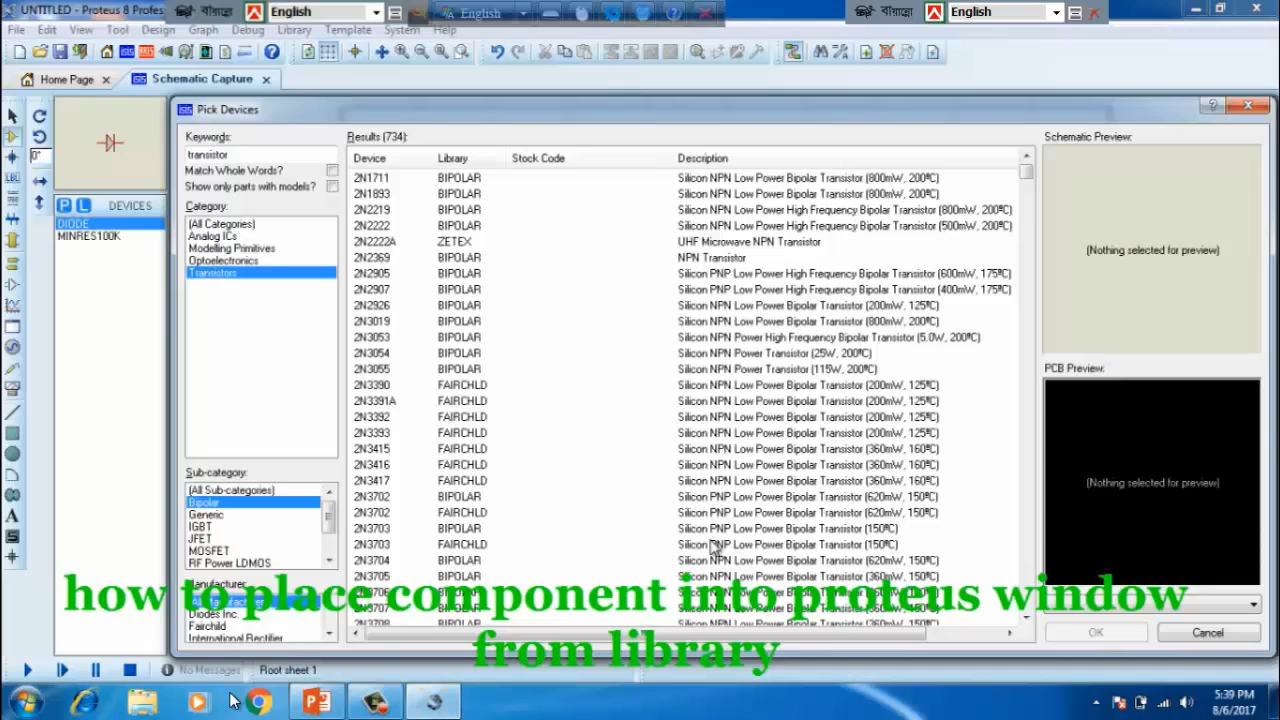 UNTITLED - Proteus 8 Profess
বাংলা English
English
বাংলা English
File Edit View Tool Design Graph Debug Library Template System Help
Home Page
Schematic Capture
Pick Devices
Keywords:
transistor
Match Whole Words?
Show only parts with models?
Category:
(All Categories)
Analog ICs
Modelling Primitives
Optoelectronics
Transistors
Sub-category:
(All Sub-categories)
Bipolar
Generic
IGBT
JFET
MOSFET
RF Power LDMOS
Manufacturer:
Diodes Inc.
Fairchild
International Rectifier
0°
P L DEVICES
DIODE
MINRES100K
Results (734):
Device Library Stock Code Description
2N1711 BIPOLAR Silicon NPN Low Power Bipolar Transistor (800mW, 200ºC)
2N1893 BIPOLAR Silicon NPN Low Power Bipolar Transistor (800mW, 200ºC)
2N2219 BIPOLAR Silicon NPN Low Power High Frequency Bipolar Transistor (800mW, 200ºC)
2N2222 BIPOLAR Silicon NPN Low Power High Frequency Bipolar Transistor (500mW, 200ºC)
2N2222A ZETEX UHF Microwave NPN Transistor
2N2369 BIPOLAR NPN Transistor
2N2905 BIPOLAR Silicon PNP Low Power High Frequency Bipolar Transistor (600mW, 175ºC)
2N2907 BIPOLAR Silicon PNP Low Power High Frequency Bipolar Transistor (400mW, 175ºC)
2N2926 BIPOLAR Silicon NPN Low Power Bipolar Transistor (200mW, 125ºC)
2N3019 BIPOLAR Silicon NPN Low Power Bipolar Transistor (800mW, 200ºC)
2N3053 BIPOLAR Silicon NPN Power High Frequency Bipolar Transistor (5.0W, 200ºC)
2N3054 BIPOLAR Silicon NPN Power Transistor (25W, 200ºC)
2N3055 BIPOLAR Silicon NPN Power Transistor (115W, 200ºC)
2N3390 FAIRCHLD Silicon NPN Low Power Bipolar Transistor (200mW, 125ºC)
2N3391A FAIRCHLD Silicon NPN Low Power Bipolar Transistor (200mW, 125ºC)
2N3392 FAIRCHLD Silicon NPN Low Power Bipolar Transistor (200mW, 125ºC)
2N3393 FAIRCHLD Silicon NPN Low Power Bipolar Transistor (200mW, 125ºC)
2N3415 FAIRCHLD Silicon NPN Low Power Bipolar Transistor (360mW, 160ºC)
2N3416 FAIRCHLD Silicon NPN Low Power Bipolar Transistor (360mW, 160ºC)
2N3417 FAIRCHLD Silicon NPN Low Power Bipolar Transistor (360mW, 160ºC)
2N3702 BIPOLAR Silicon PNP Low Power Bipolar Transistor (620mW, 150ºC)
2N3702 FAIRCHLD Silicon PNP Low Power Bipolar Transistor (620mW, 150ºC)
2N3703 BIPOLAR Silicon PNP Low Power Bipolar Transistor (150ºC)
2N3703 FAIRCHLD Silicon PNP Low Power Bipolar Transistor (150ºC)
2N3704 BIPOLAR Silicon NPN Low Power Bipolar Transistor (620mW, 150ºC)
2N3705 BIPOLAR Silicon NPN Low Power Bipolar Transistor (360mW, 150ºC)
2N3708 BIPOLAR Silicon NPN Low Power Bipolar Transistor (360mW, 150ºC)
Schematic Preview:
(Nothing selected for preview)
PCB Preview:
(Nothing selected for preview)
OK Cancel
how to place component into proteus window
from library
No Messages Root sheet 1
5:39 PM
8/6/2017